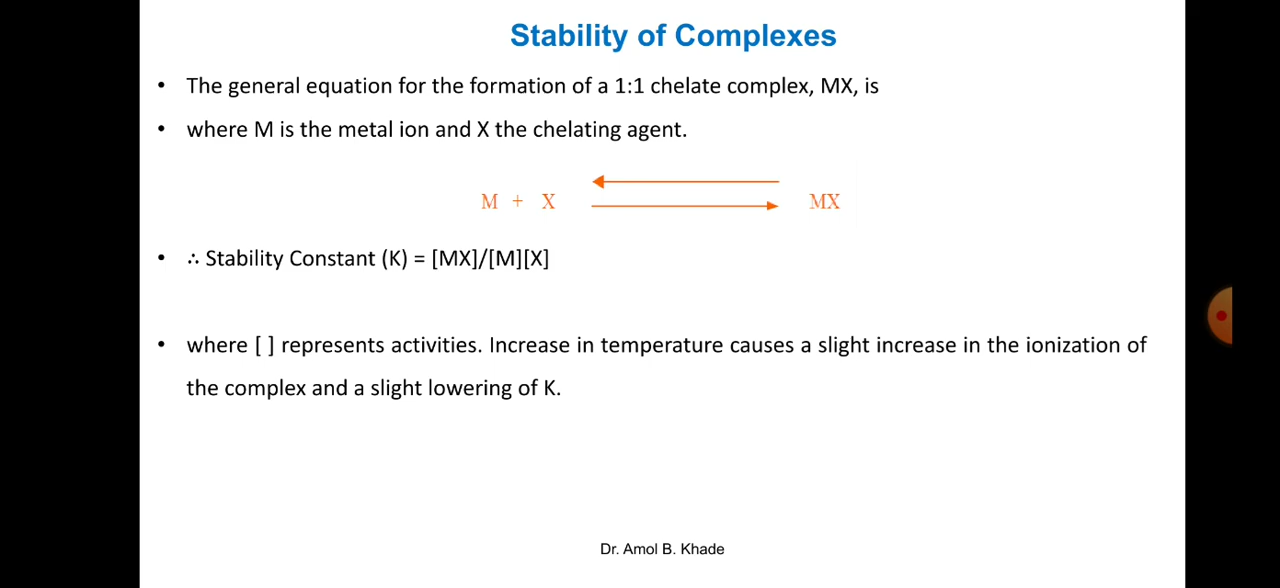 Stability of Complexes
• The general equation for the formation of a 1:1 chelate complex, MX, is
• where M is the metal ion and X the chelating agent.
M + X MX
• ∴ Stability Constant (K) = [MX]/[M][X]
• where [ ] represents activities. Increase in temperature causes a slight increase in the ionization of
the complex and a slight lowering of K.
Dr. Amol B. Khade